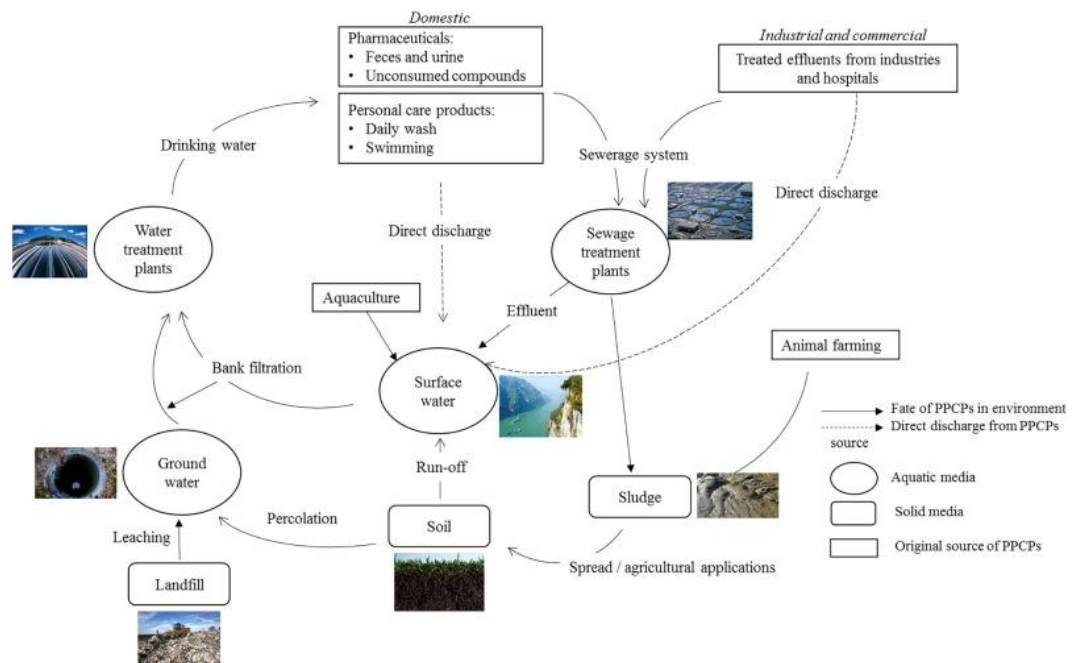 Domestic
Pharmaceuticals:
• Feces and urine
• Unconsumed compounds
Personal care products:
• Daily wash
• Swimming
Industrial and commercial
Treated effluents from industries
and hospitals
Drinking water
Sewerage system
Direct discharge
Direct discharge
Water
treatment
plants
Sewage
treatment
plants
Aquaculture
Effluent
Animal farming
Bank filtration
Surface
water
Fate of PPCPs in environment
Direct discharge from PPCPs
source
Ground
water
Run-off
Aquatic media
Sludge
Solid media
Leaching
Percolation
Soil
Original source of PPCPs
Landfill
Spread / agricultural applications